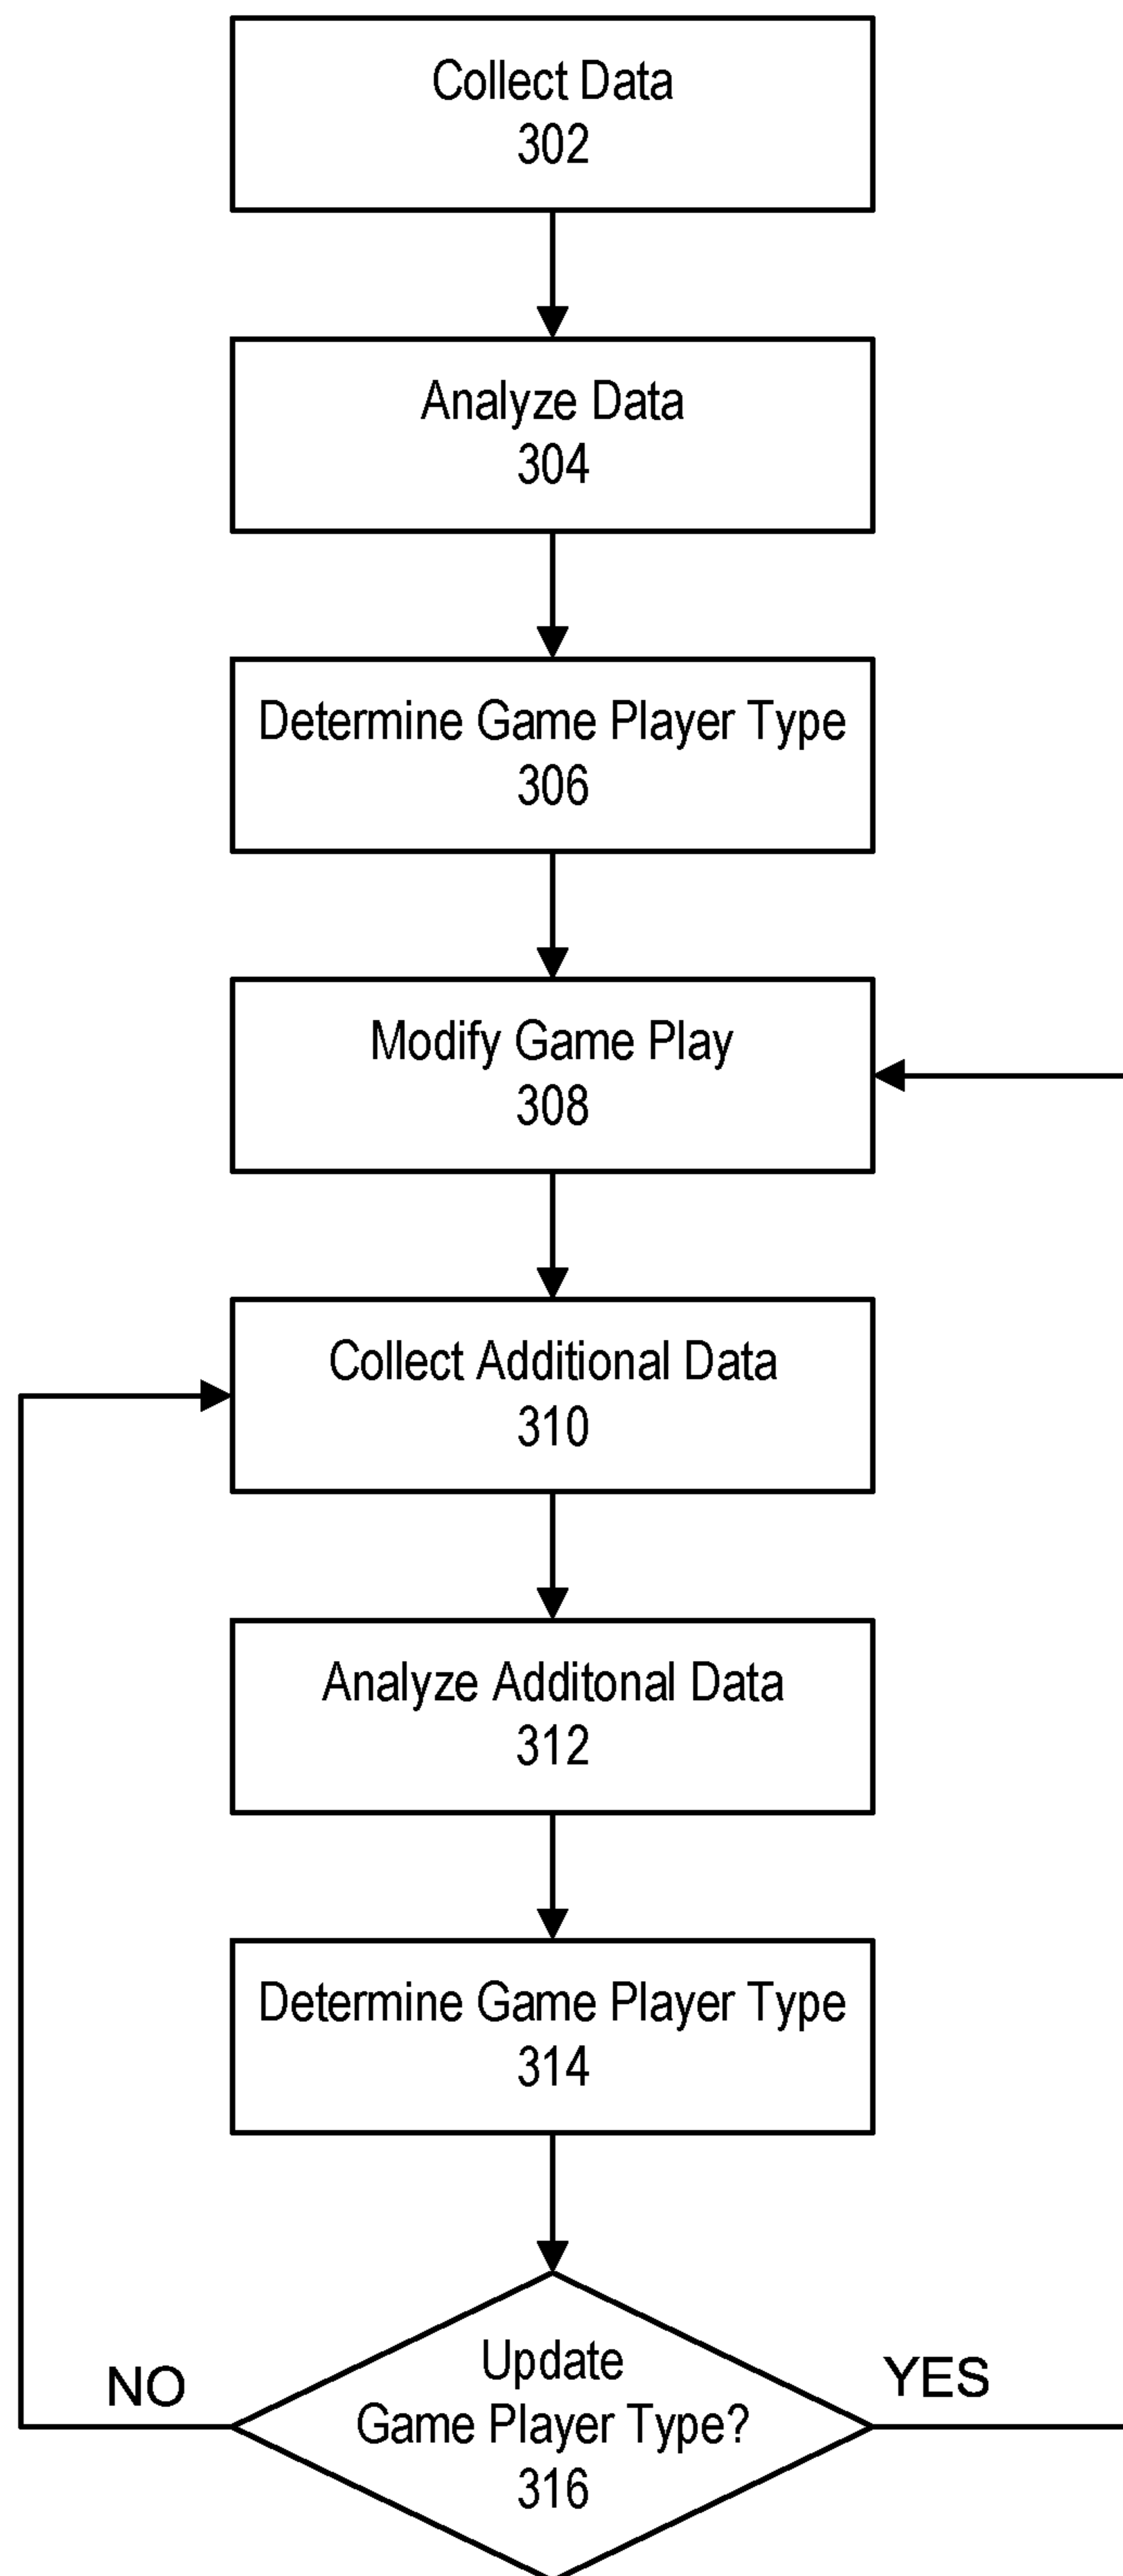 Collect Data
302
Analyze Data
304
Determine Game Player Type
306
Modify Game Play
308
Collect Additional Data
310
Analyze Additonal Data
312
Determine Game Player Type
314
Update
Game Player Type?
316
NO
YES